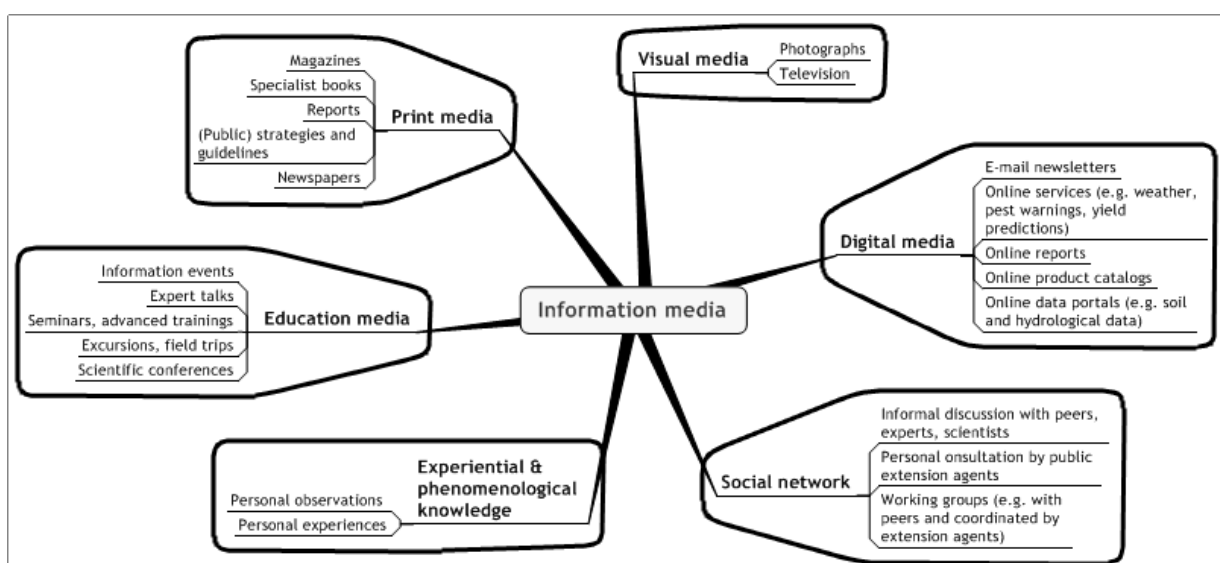 Information media
Print media
Magazines
Specialist books
Reports
(Public) strategies and
guidelines
Newspapers
Visual media
Photographs
Television
Digital media
E-mail newsletters
Online services (e.g. weather,
pest warnings, yield
predictions)
Online reports
Online product catalogs
Online data portals (e.g. soil
and hydrological data)
Education media
Information events
Expert talks
Seminars, advanced trainings
Excursions, field trips
Scientific conferences
Experiential &
phenomenological
knowledge
Personal observations
Personal experiences
Social network
Informal discussion with peers,
experts, scientists
Personal onsultation by public
extension agents
Working groups (e.g. with
peers and coordinated by
extension agents)